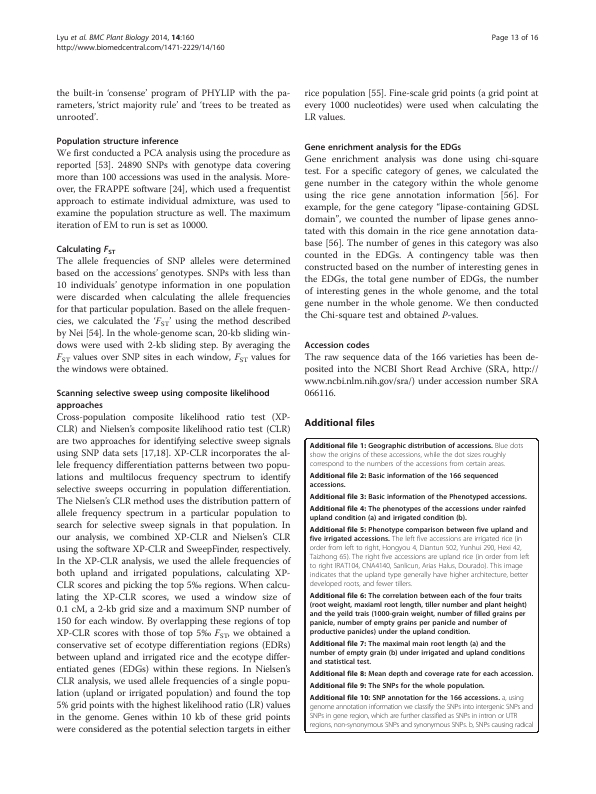 Lyu et al. BMC Plant Biology 2014, 14:160
Page 13 of 16
http://www.biomedcentral.com/1471-2229/14/160
the built-in ‘consense’ program of PHYLIP with the pa-
rameters, ‘strict majority rule’ and ‘trees to be treated as
unrooted’.
Population structure inference
We first conducted a PCA analysis using the procedure as
reported [53]. 24890 SNPs with genotype data covering
more than 100 accessions was used in the analysis. More-
over, the FRAPPE software [24], which used a frequentist
approach to estimate individual admixture, was used to
examine the population structure as well. The maximum
iteration of EM to run is set as 10000.
Calculating FST
The allele frequencies of SNP alleles were determined
based on the accessions’ genotypes. SNPs with less than
10 individuals’ genotype information in one population
were discarded when calculating the allele frequencies
for that particular population. Based on the allele frequen-
cies, we calculated the ‘FST’ using the method described
by Nei [54]. In the whole-genome scan, 20-kb sliding win-
dows were used with 2-kb sliding step. By averaging the
FST values over SNP sites in each window, FST values for
the windows were obtained.
Scanning selective sweep using composite likelihood
approaches
Cross-population composite likelihood ratio test (XP-
CLR) and Nielsen’s composite likelihood ratio test (CLR)
are two approaches for identifying selective sweep signals
using SNP data sets [17,18]. XP-CLR incorporates the al-
lele frequency differentiation patterns between two popu-
lations and multilocus frequency spectrum to identify
selective sweeps occurring in population differentiation.
The Nielsen’s CLR method uses the distribution pattern of
allele frequency spectrum in a particular population to
search for selective sweep signals in that population. In
our analysis, we combined XP-CLR and Nielsen’s CLR
using the software XP-CLR and SweepFinder, respectively.
In the XP-CLR analysis, we used the allele frequencies of
both upland and irrigated populations, calculating XP-
CLR scores and picking the top 5‰ regions. When calcu-
lating the XP-CLR scores, we used a window size of
0.1 cM, a 2-kb grid size and a maximum SNP number of
150 for each window. By overlapping these regions of top
XP-CLR scores with those of top 5‰ FST, we obtained a
conservative set of ecotype differentiation regions (EDRs)
between upland and irrigated rice and the ecotype differ-
entiated genes (EDGs) within these regions. In Nielsen’s
CLR analysis, we used allele frequencies of a single popu-
lation (upland or irrigated population) and found the top
5% grid points with the highest likelihood ratio (LR) values
in the genome. Genes within 10 kb of these grid points
were considered as the potential selection targets in either
rice population [55]. Fine-scale grid points (a grid point at
every 1000 nucleotides) were used when calculating the
LR values.
Gene enrichment analysis for the EDGs
Gene enrichment analysis was done using chi-square
test. For a specific category of genes, we calculated the
gene number in the category within the whole genome
using the rice gene annotation information [56]. For
example, for the gene category “lipase-containing GDSL
domain”, we counted the number of lipase genes anno-
tated with this domain in the rice gene annotation data-
base [56]. The number of genes in this category was also
counted in the EDGs. A contingency table was then
constructed based on the number of interesting genes in
the EDGs, the total gene number of EDGs, the number
of interesting genes in the whole genome, and the total
gene number in the whole genome. We then conducted
the Chi-square test and obtained P-values.
Accession codes
The raw sequence data of the 166 varieties has been de-
posited into the NCBI Short Read Archive (SRA, http://
www.ncbi.nlm.nih.gov/sra/) under accession number SRA
066116.
Additional files
Additional file 1: Geographic distribution of accessions. Blue dots
show the origins of these accessions, while the dot sizes roughly
correspond to the numbers of the accessions from certain areas.
Additional file 2: Basic information of the 166 sequenced
accessions.
Additional file 3: Basic information of the Phenotyped accessions.
Additional file 4: The phenotypes of the accessions under rainfed
upland condition (a) and irrigated condition (b).
Additional file 5: Phenotype comparison between five upland and
five irrigated accessions. The left five accessions are irrigated rice (in
order from left to right, Hongyou 4, Diantun 502, Yunhui 290, Hexi 42,
Taizhong 65). The right five accessions are upland rice (in order from left
to right IRAT104, CNA4140, Sanlicun, Arias Halus, Dourado). This image
indicates that the upland type generally have higher architecture, better
developed roots, and fewer tillers.
Additional file 6: The correlation between each of the four traits
(root weight, maxiaml root length, tiller number and plant height)
and the yeild traits (1000-grain weight, number of filled grains per
panicle, number of empty grains per panicle and number of
productive panicles) under the upland condition.
Additional file 7: The maximal main root length (a) and the
number of empty grain (b) under irrigated and upland conditions
and statistical test.
Additional file 8: Mean depth and coverage rate for each accession.
Additional file 9: The SNPs for the whole population.
Additional file 10: SNP annotation for the 166 accessions. a, using
genome annotation information we classify the SNPs into intergenic SNPs and
SNPs in gene region, which are further classified as SNPs in intron or UTR
regions, non-synonymous SNPs and synonymous SNPs. b, SNPs causing radical